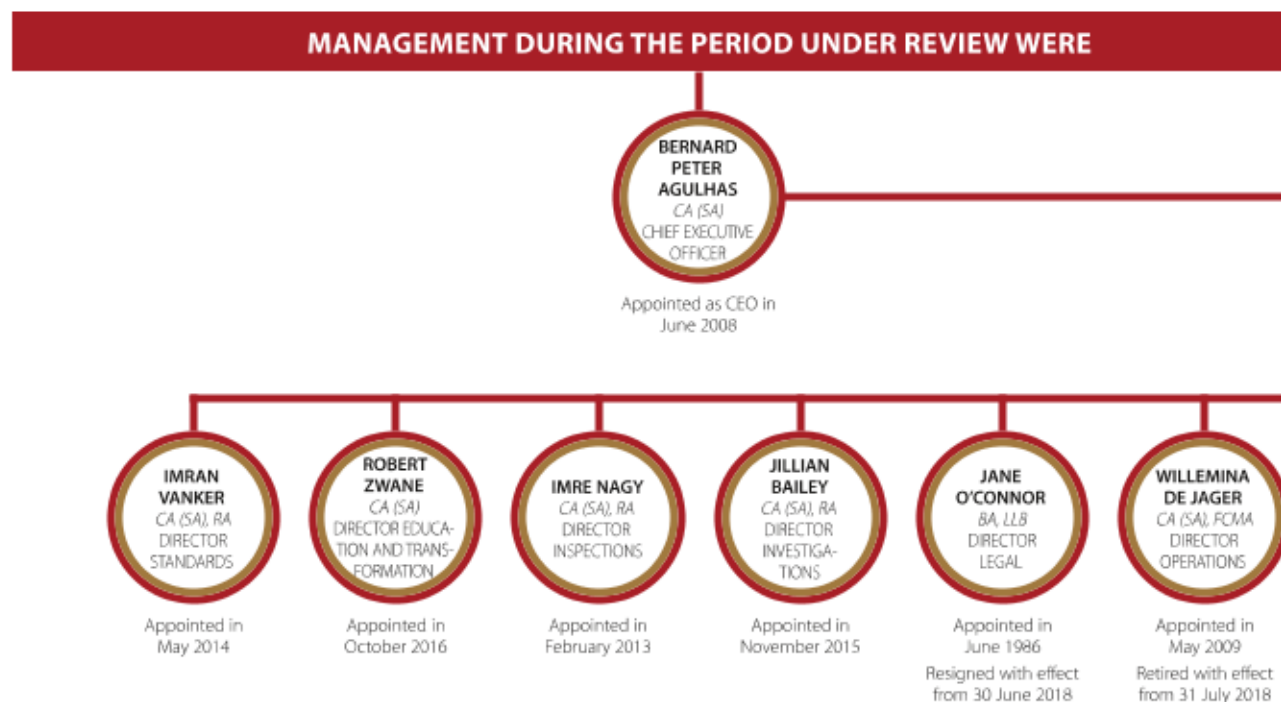 MANAGEMENT DURING THE PERIOD UNDER REVIEW WERE
BERNARD
PETER
AGULHAS
CA (SA)
CHIEF EXECUTIVE
OFFICER
Appointed as CEO in
June 2008
IMRAN
VANKER
CA (SA), RA
DIRECTOR
STANDARDS
Appointed in
May 2014
ROBERT
ZWANE
CA (SA)
DIRECTOR EDUCA-
TION AND TRANS-
FORMATION
Appointed in
October 2016
IMRE NAGY
CA (SA), RA
DIRECTOR
INSPECTIONS
Appointed in
February 2013
JILLIAN
BAILEY
CA (SA), RA
DIRECTOR
INVESTIGA-
TIONS
Appointed in
November 2015
JANE
O'CONNOR
BA, LLB
DIRECTOR
LEGAL
Appointed in
June 1986
Resigned with effect
from 30 June 2018
WILLEMINA
DE JAGER
CA (SA), FCMA
DIRECTOR
OPERATIONS
Appointed in
May 2009
Retired with effect
from 31 July 2018